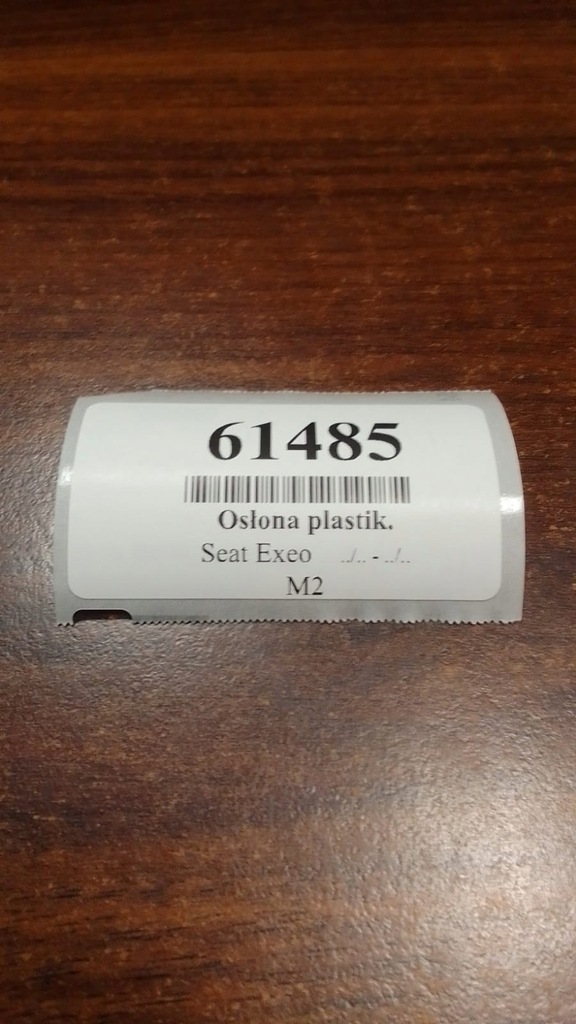 61485
Osłona plastik.
Seat Exeo ../.. - ../..
M2